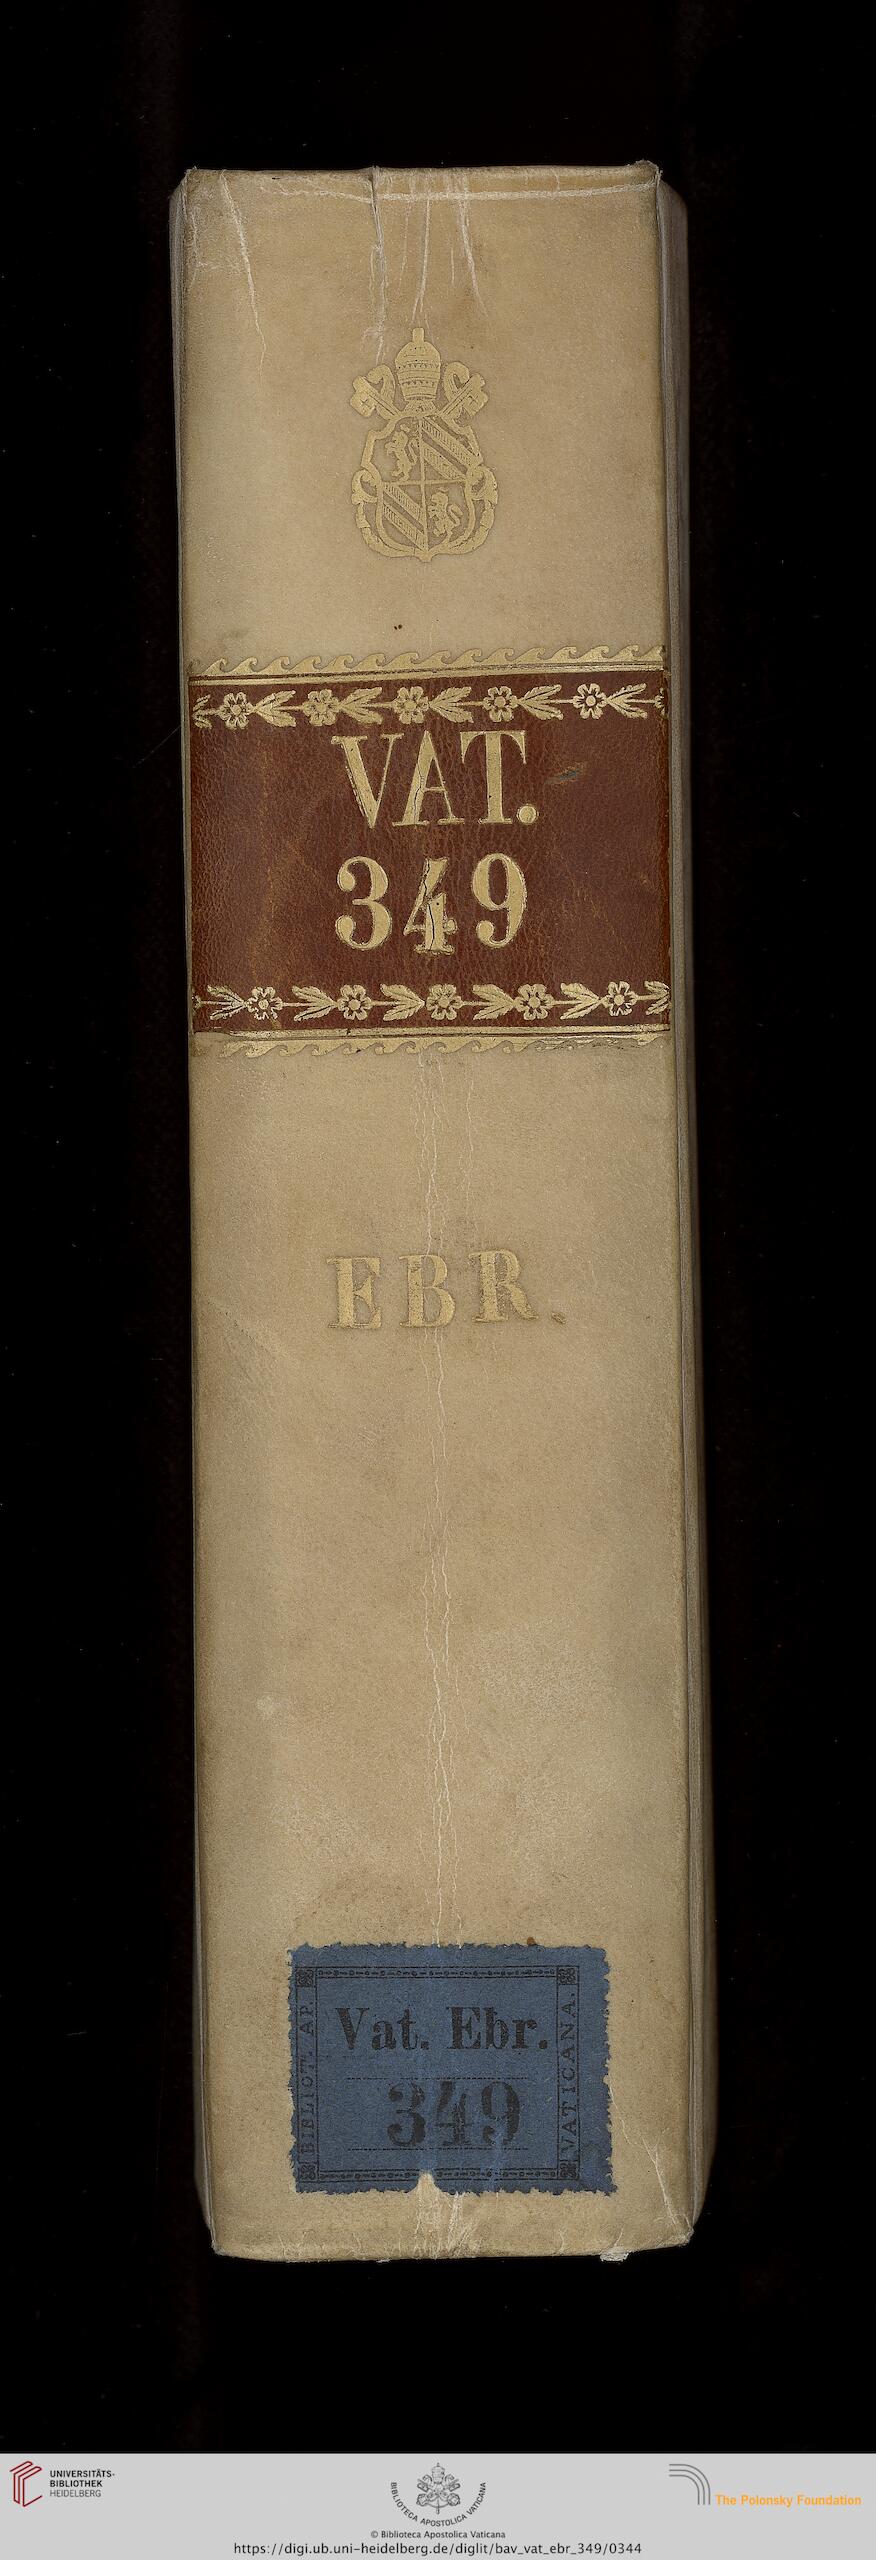 VAT.
349
EBR.
BIBLIOT. AP.
Vat. Ebr.
349
VATICANA.
UNIVERSITÄTS-
BIBLIOTHEK
HEIDELBERG
BIBLIOTECA APOSTOLICA VATICANA
© Biblioteca Apostolica Vaticana
The Polonsky Foundation
https://digi.ub.uni-heidelberg.de/diglit/bav_vat_ebr_349/0344